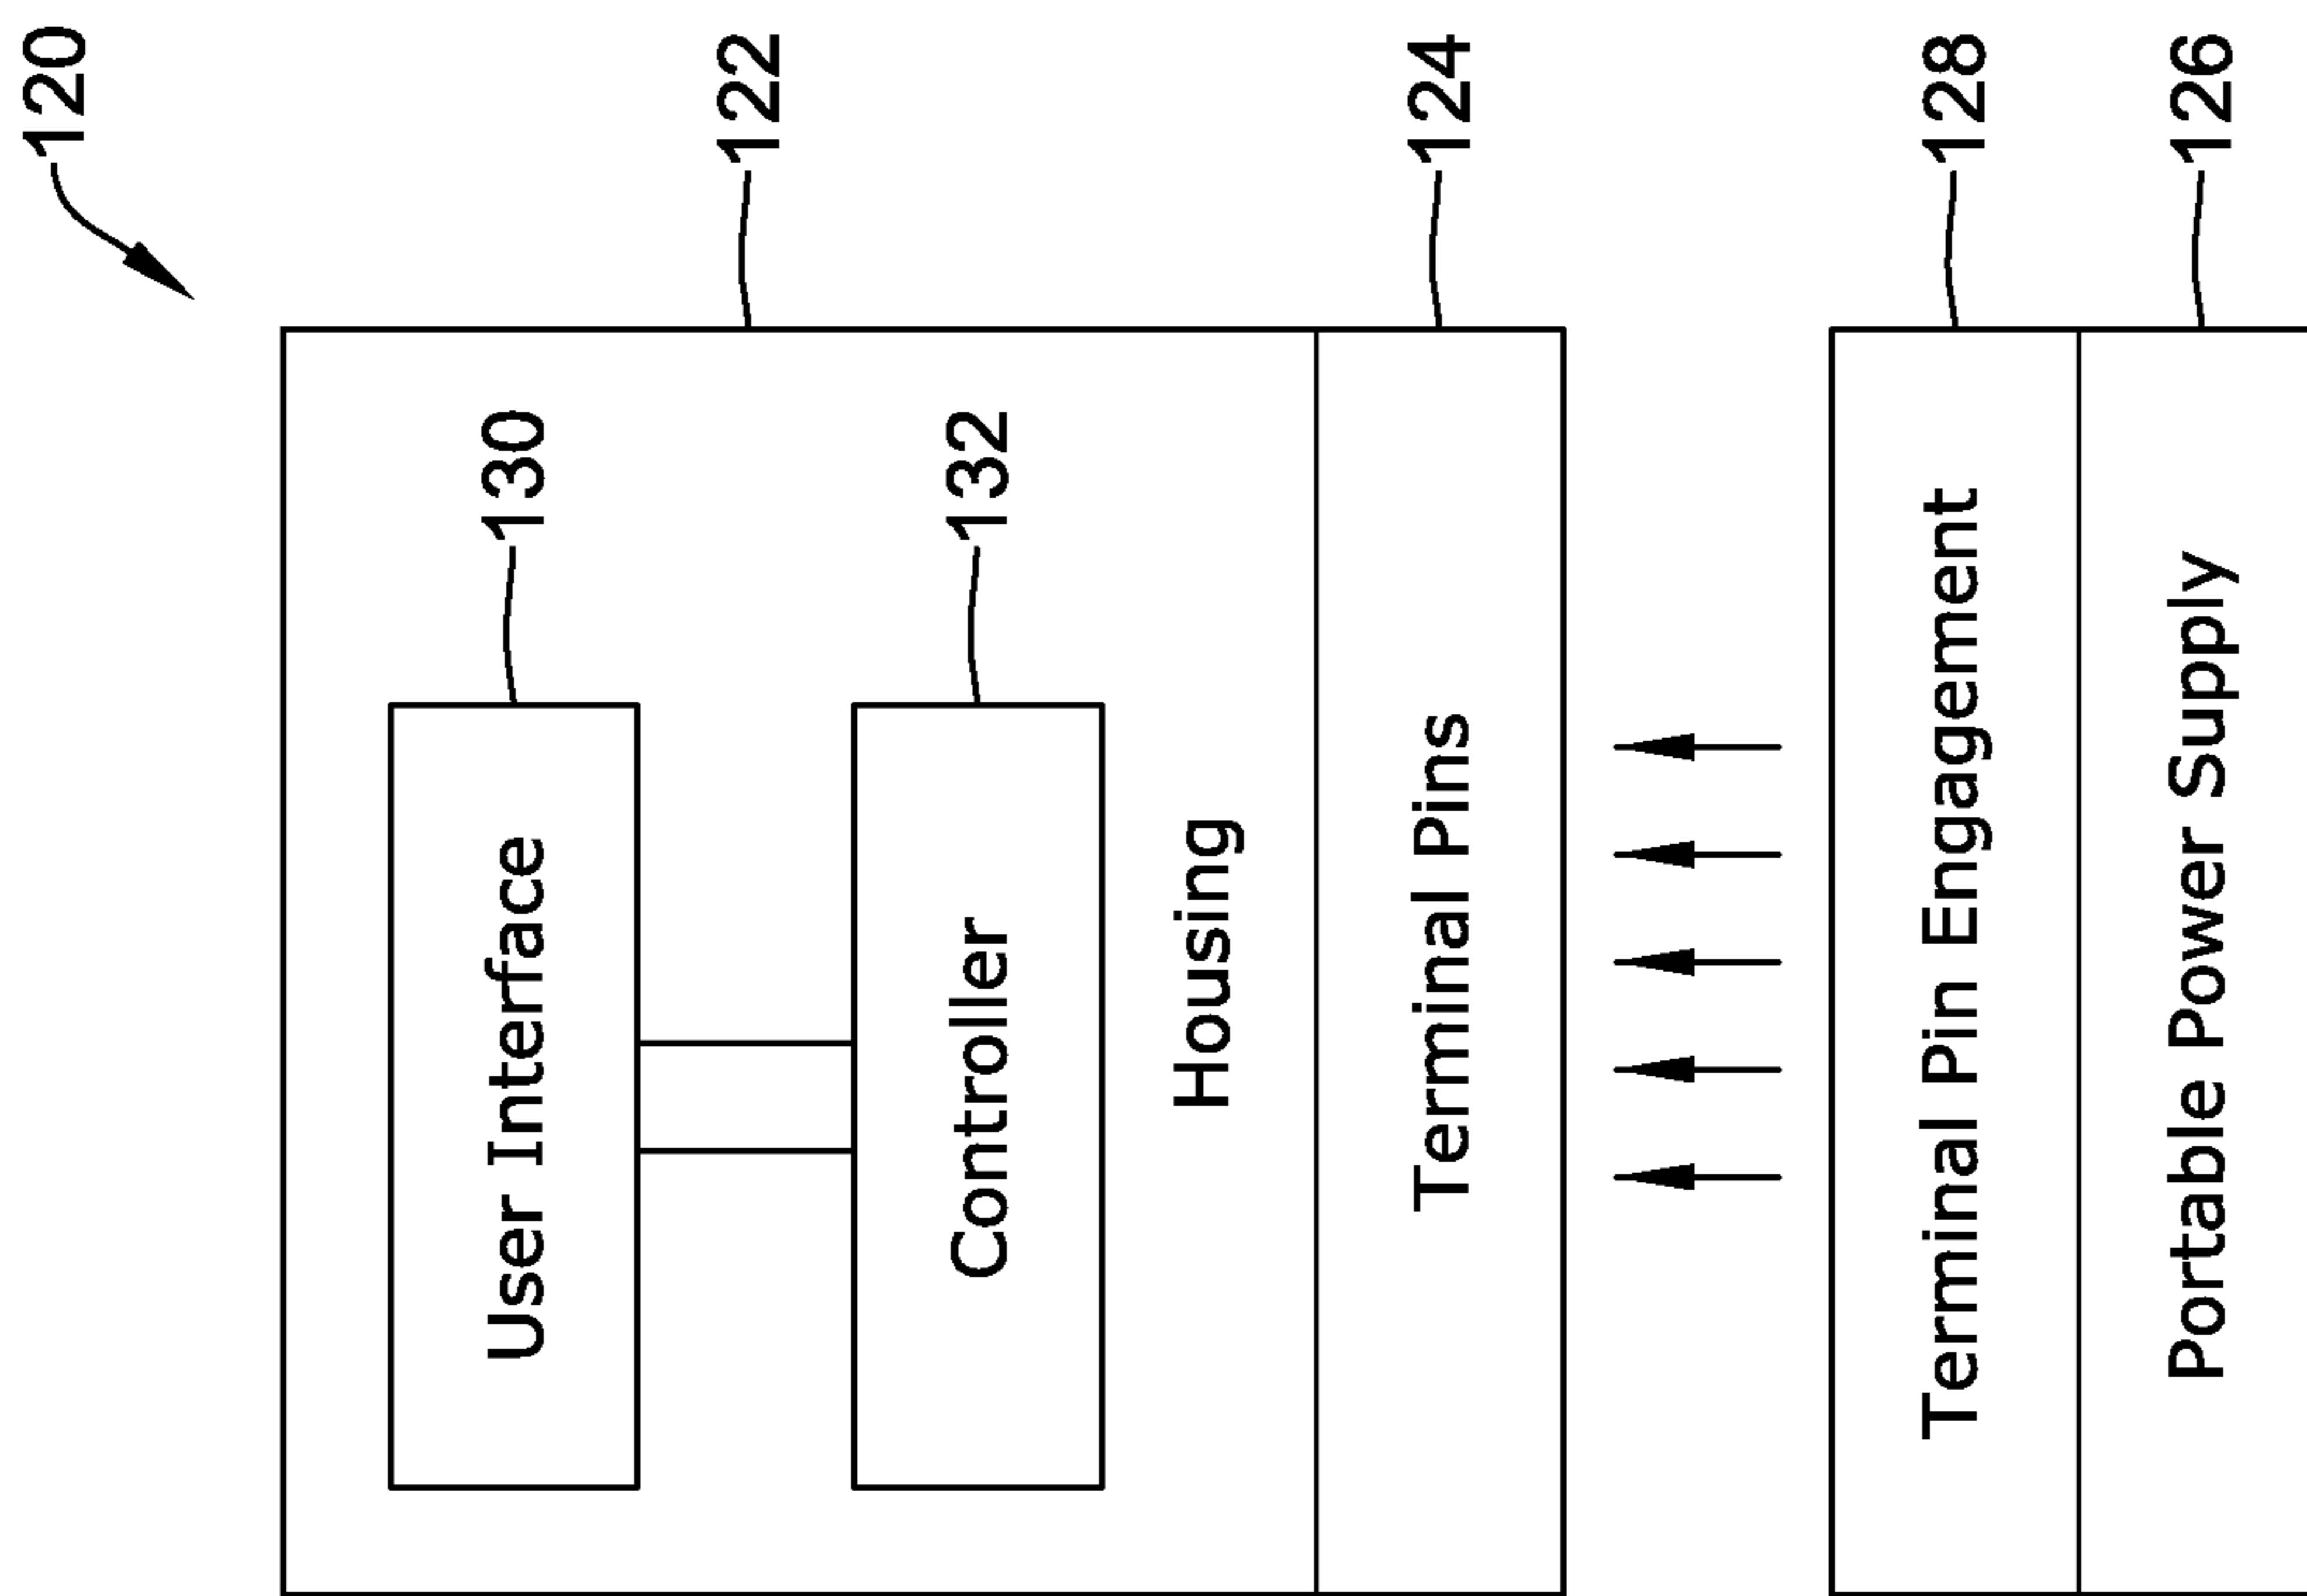 120
122
130
User Interface
132
Controller
Housing
124
Terminal Pins
128
Terminal Pin Engagement
126
Portable Power Supply